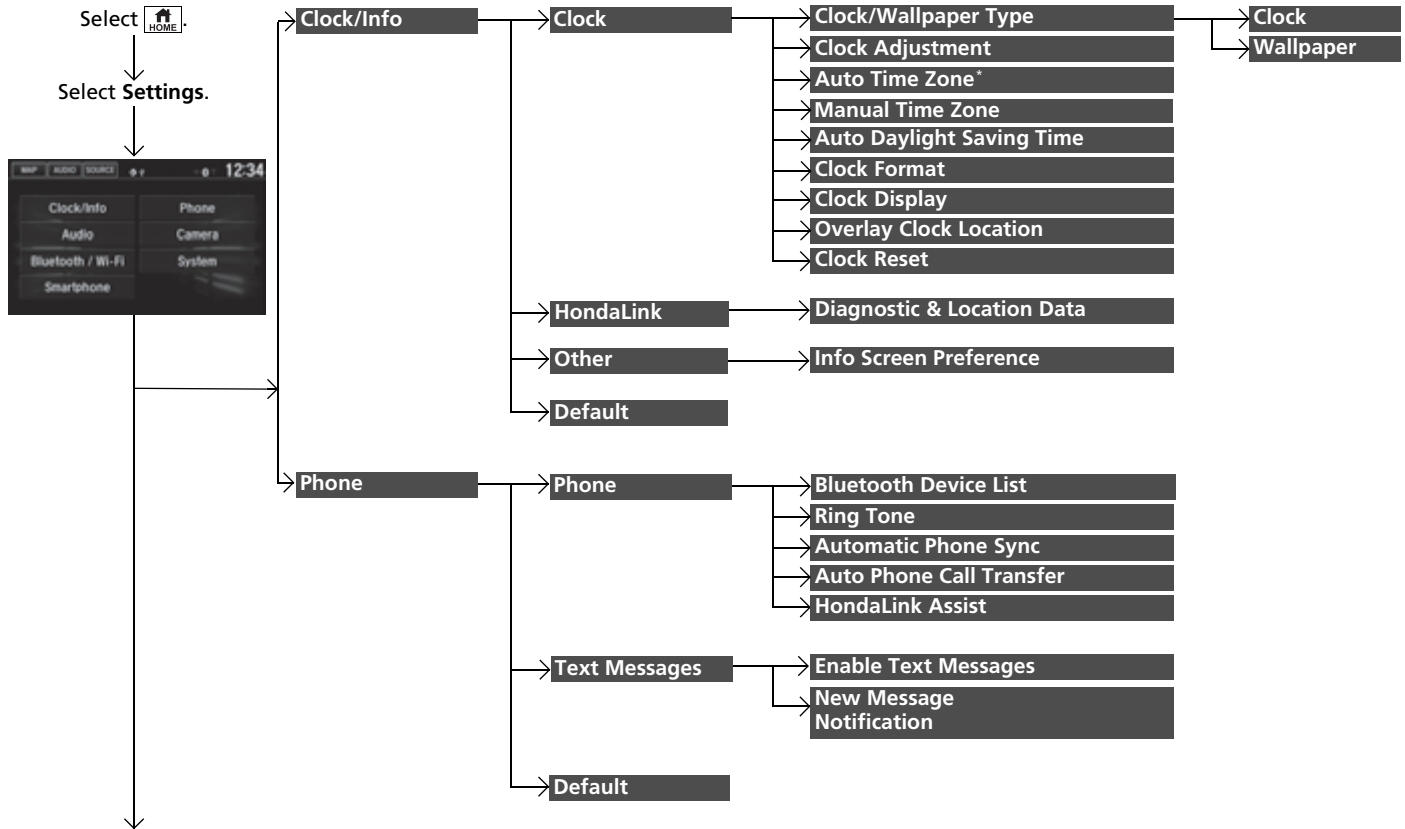 Select HOME.
Select Settings.
MAP AUDIO SOURCE 12:34
Clock/Info Phone
Audio Camera
Bluetooth / Wi-Fi System
Smartphone
Clock/Info
Clock
Clock/Wallpaper Type
Clock
Wallpaper
Clock Adjustment
Auto Time Zone*
Manual Time Zone
Auto Daylight Saving Time
Clock Format
Clock Display
Overlay Clock Location
Clock Reset
HondaLink
Diagnostic & Location Data
Other
Info Screen Preference
Default
Phone
Phone
Bluetooth Device List
Ring Tone
Automatic Phone Sync
Auto Phone Call Transfer
HondaLink Assist
Text Messages
Enable Text Messages
New Message
Notification
Default